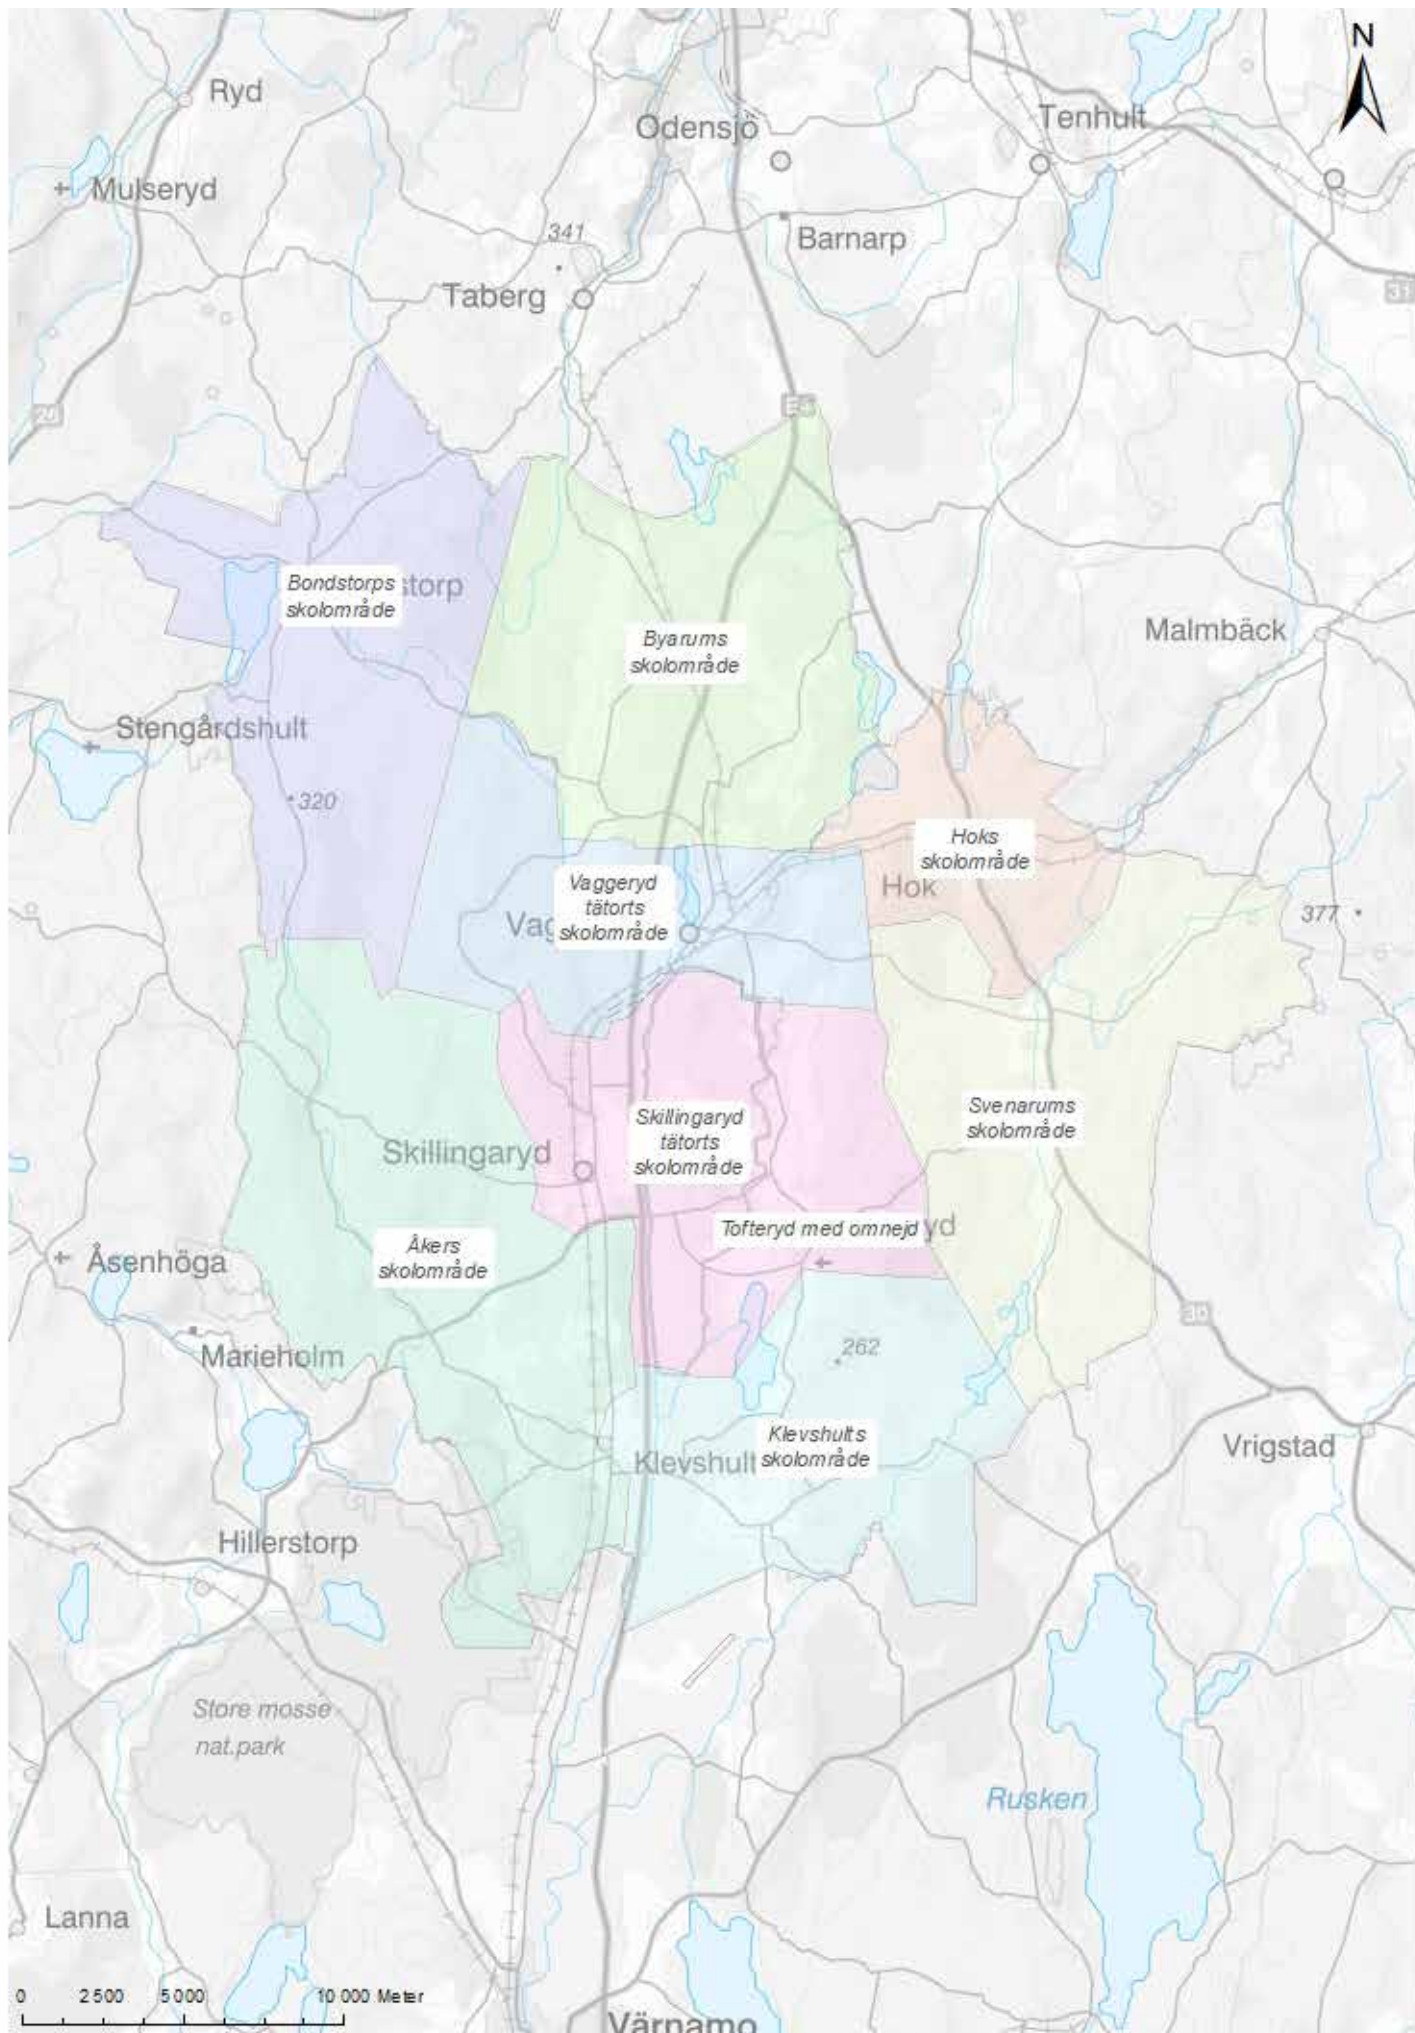 N
Ryd
Odensjö
Tenhult
Mulseryd
341
Barnarp
Taberg
31
26
E4
Bondstorps
skolområde
storp
Byarums
skolområde
Malmbäck
Stengårdshult
320
Hoks
skolområde
Hok
Vaggeryd
tätorts
skolområde
Vag
377
Svenarums
skolområde
Skillingaryd
tätorts
skolområde
Skillingaryd
Tofteryd med omnejd
yd
Åkers
skolområde
Åsenhöga
30
Marieholm
262
Klevshults
skolområde
Klevshult
Vrigstad
Hillerstorp
Store mosse
nat.park
Rusken
Lanna
0 2 500 5 000 10 000 Meter
Värnamo